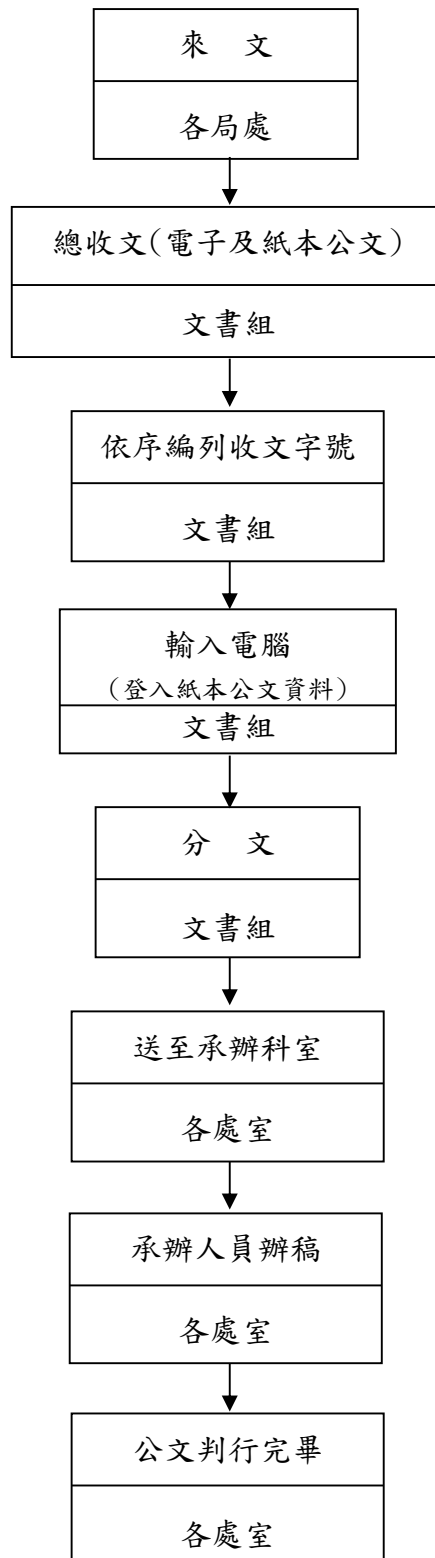 來　文
各局處
總收文(電子及紙本公文)
文書組
依序編列收文字號
文書組
輸入電腦
(登入紙本公文資料)
文書組
分　文
文書組
送至承辦科室
各處室
承辦人員辦稿
各處室
公文判行完畢
各處室